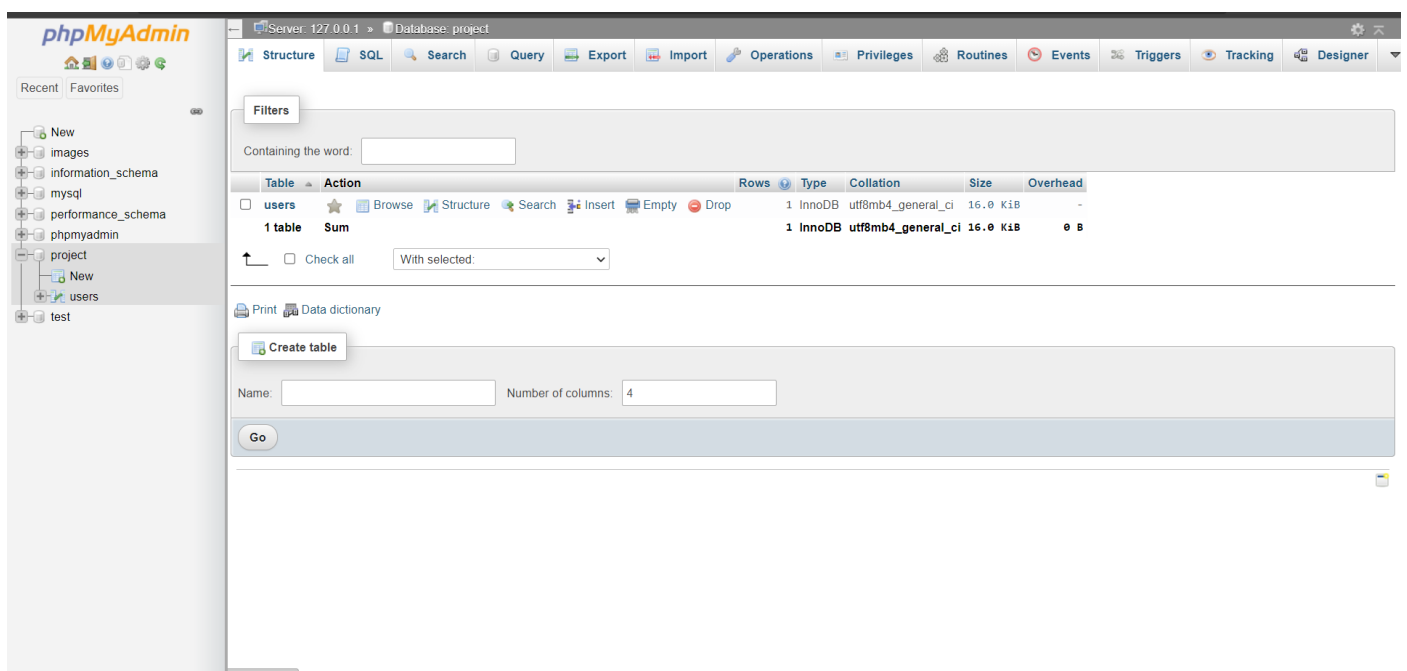 phpMyAdmin
Recent Favorites
New
images
information_schema
mysql
performance_schema
phpmyadmin
project
New
users
test
Server: 127.0.0.1 » Database: project
Structure SQL Search Query Export Import Operations Privileges Routines Events Triggers Tracking Designer
Filters
Containing the word:
Table Action Rows Type Collation Size Overhead
users Browse Structure Search Insert Empty Drop 1 InnoDB utf8mb4_general_ci 16.0 KiB -
1 table Sum 1 InnoDB utf8mb4_general_ci 16.0 KiB 0 B
Check all With selected:
Print Data dictionary
Create table
Name: Number of columns: 4
Go